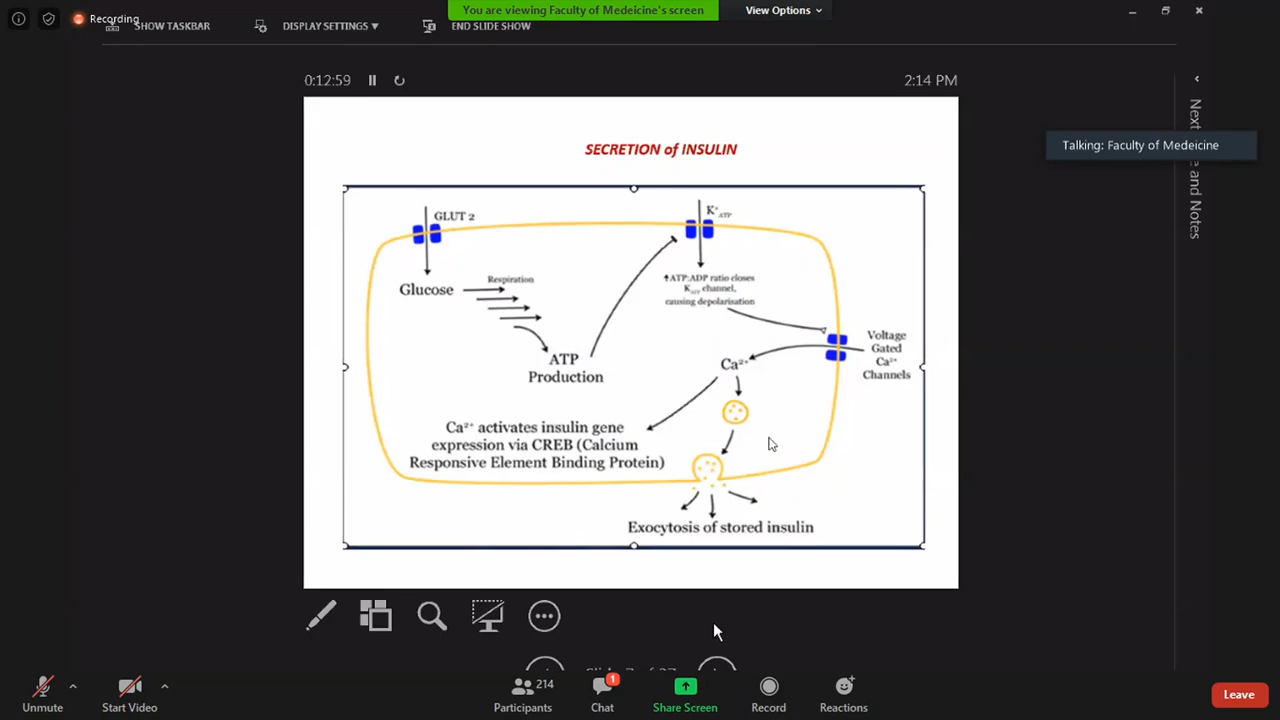 Recording
You are viewing Faculty of Medeicine's screen
View Options
SHOW TASKBAR
DISPLAY SETTINGS
END SLIDE SHOW
0:12:59
2:14 PM
Talking: Faculty of Medeicine
SECRETION of INSULIN
GLUT 2
K⁺ATP
Glucose
Respiration
↑ATP:ADP ratio closes
KATP channel,
causing depolarisation
ATP
Production
Voltage
Gated
Ca²⁺
Channels
Ca²⁺
Ca²⁺ activates insulin gene
expression via CREB (Calcium
Responsive Element Binding Protein)
Exocytosis of stored insulin
Unmute
Start Video
214
Participants
1
Chat
Share Screen
Record
Reactions
Leave